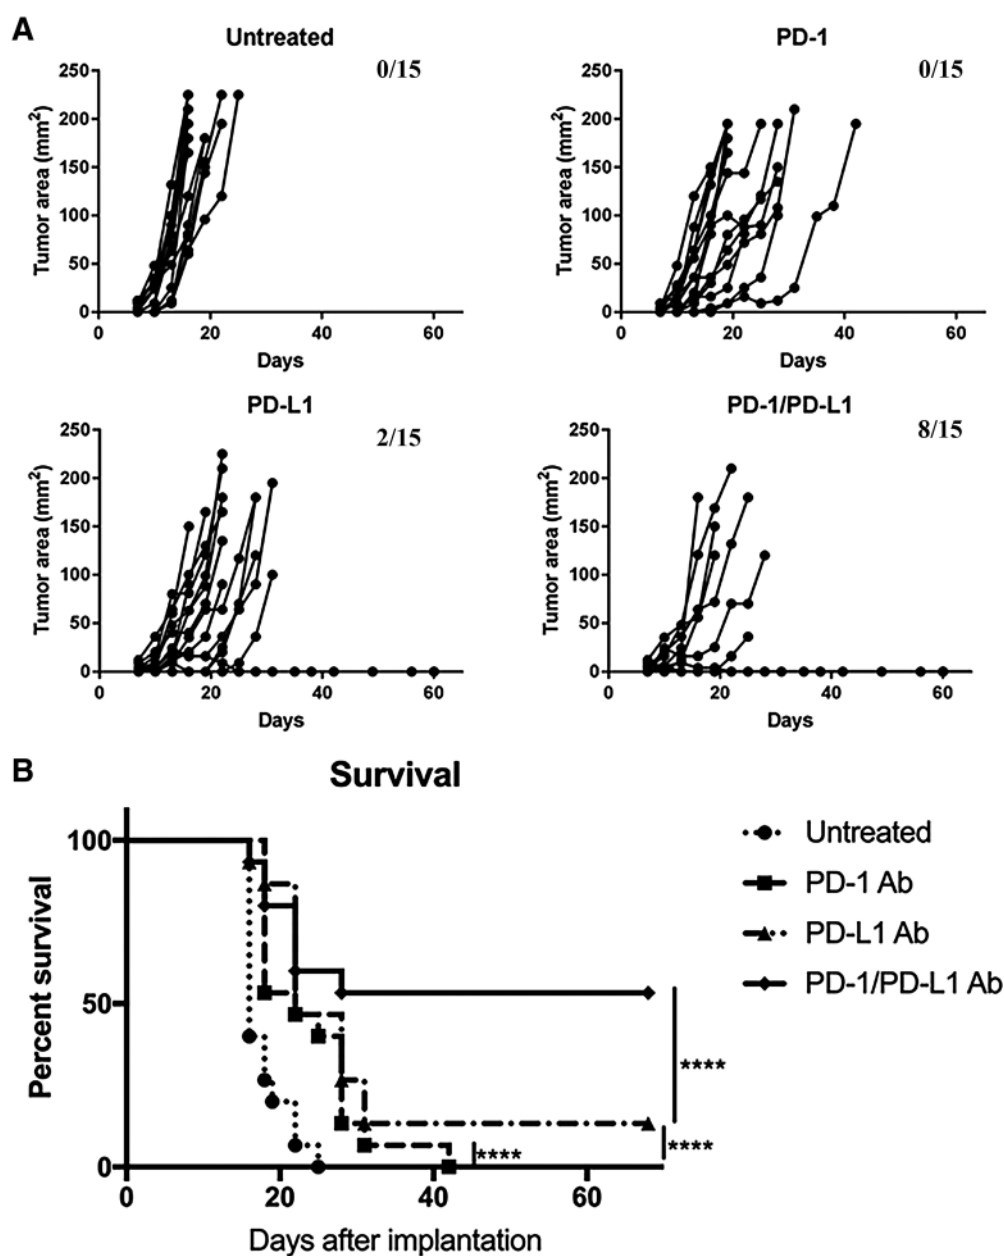 A
Untreated
0/15
Tumor area (mm²)
250
200
150
100
50
0
0 20 40 60
Days
PD-1
0/15
Tumor area (mm²)
250
200
150
100
50
0
0 20 40 60
Days
PD-L1
2/15
Tumor area (mm²)
250
200
150
100
50
0
0 20 40 60
Days
PD-1/PD-L1
8/15
Tumor area (mm²)
250
200
150
100
50
0
0 20 40 60
Days
B
Survival
Percent survival
100
50
0
0 20 40 60
Days after implantation
Untreated
PD-1 Ab
PD-L1 Ab
PD-1/PD-L1 Ab
****
****
****